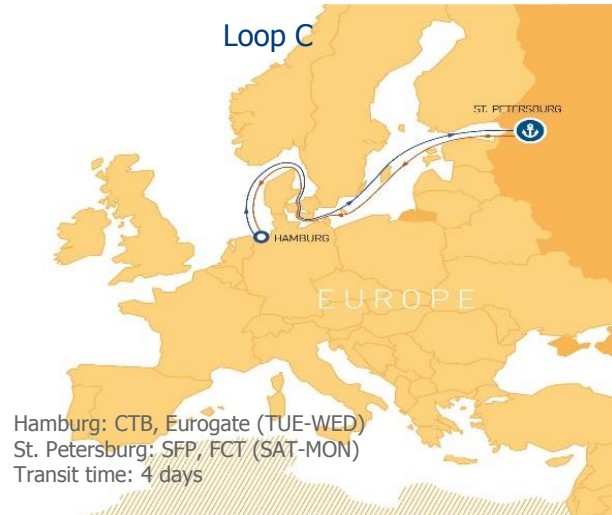 Loop C
ST. PETERSBURG
HAMBURG
EUROPE
Hamburg: CTB, Eurogate (TUE-WED)
St. Petersburg: SFP, FCT (SAT-MON)
Transit time: 4 days